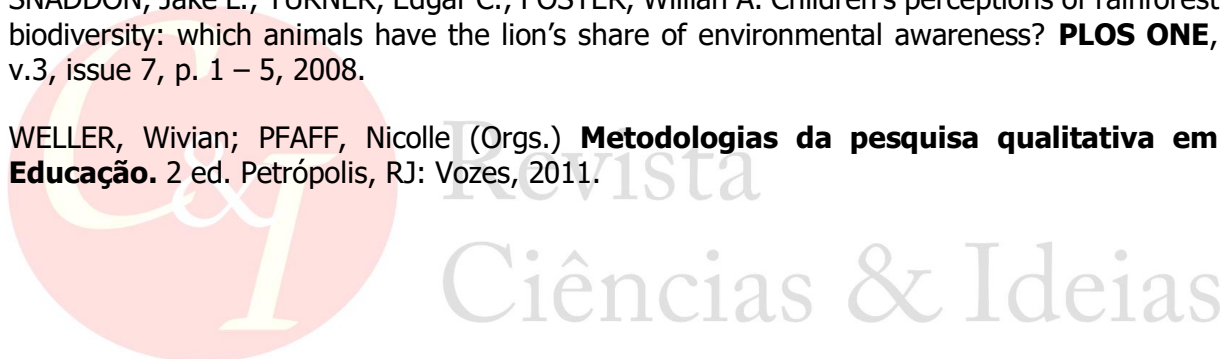 SNADDON, Jake L., TURNER, Edgar C., FOSTER, Willian A. Children's perceptions of rainforest
biodiversity: which animals have the lion's share of environmental awareness? PLOS ONE,
v.3, issue 7, p. 1 – 5, 2008.
WELLER, Wivian; PFAFF, Nicolle (Orgs.) Metodologias da pesquisa qualitativa em
Educação. 2 ed. Petrópolis, RJ: Vozes, 2011.
C&I
Revista
Ciências & Ideias